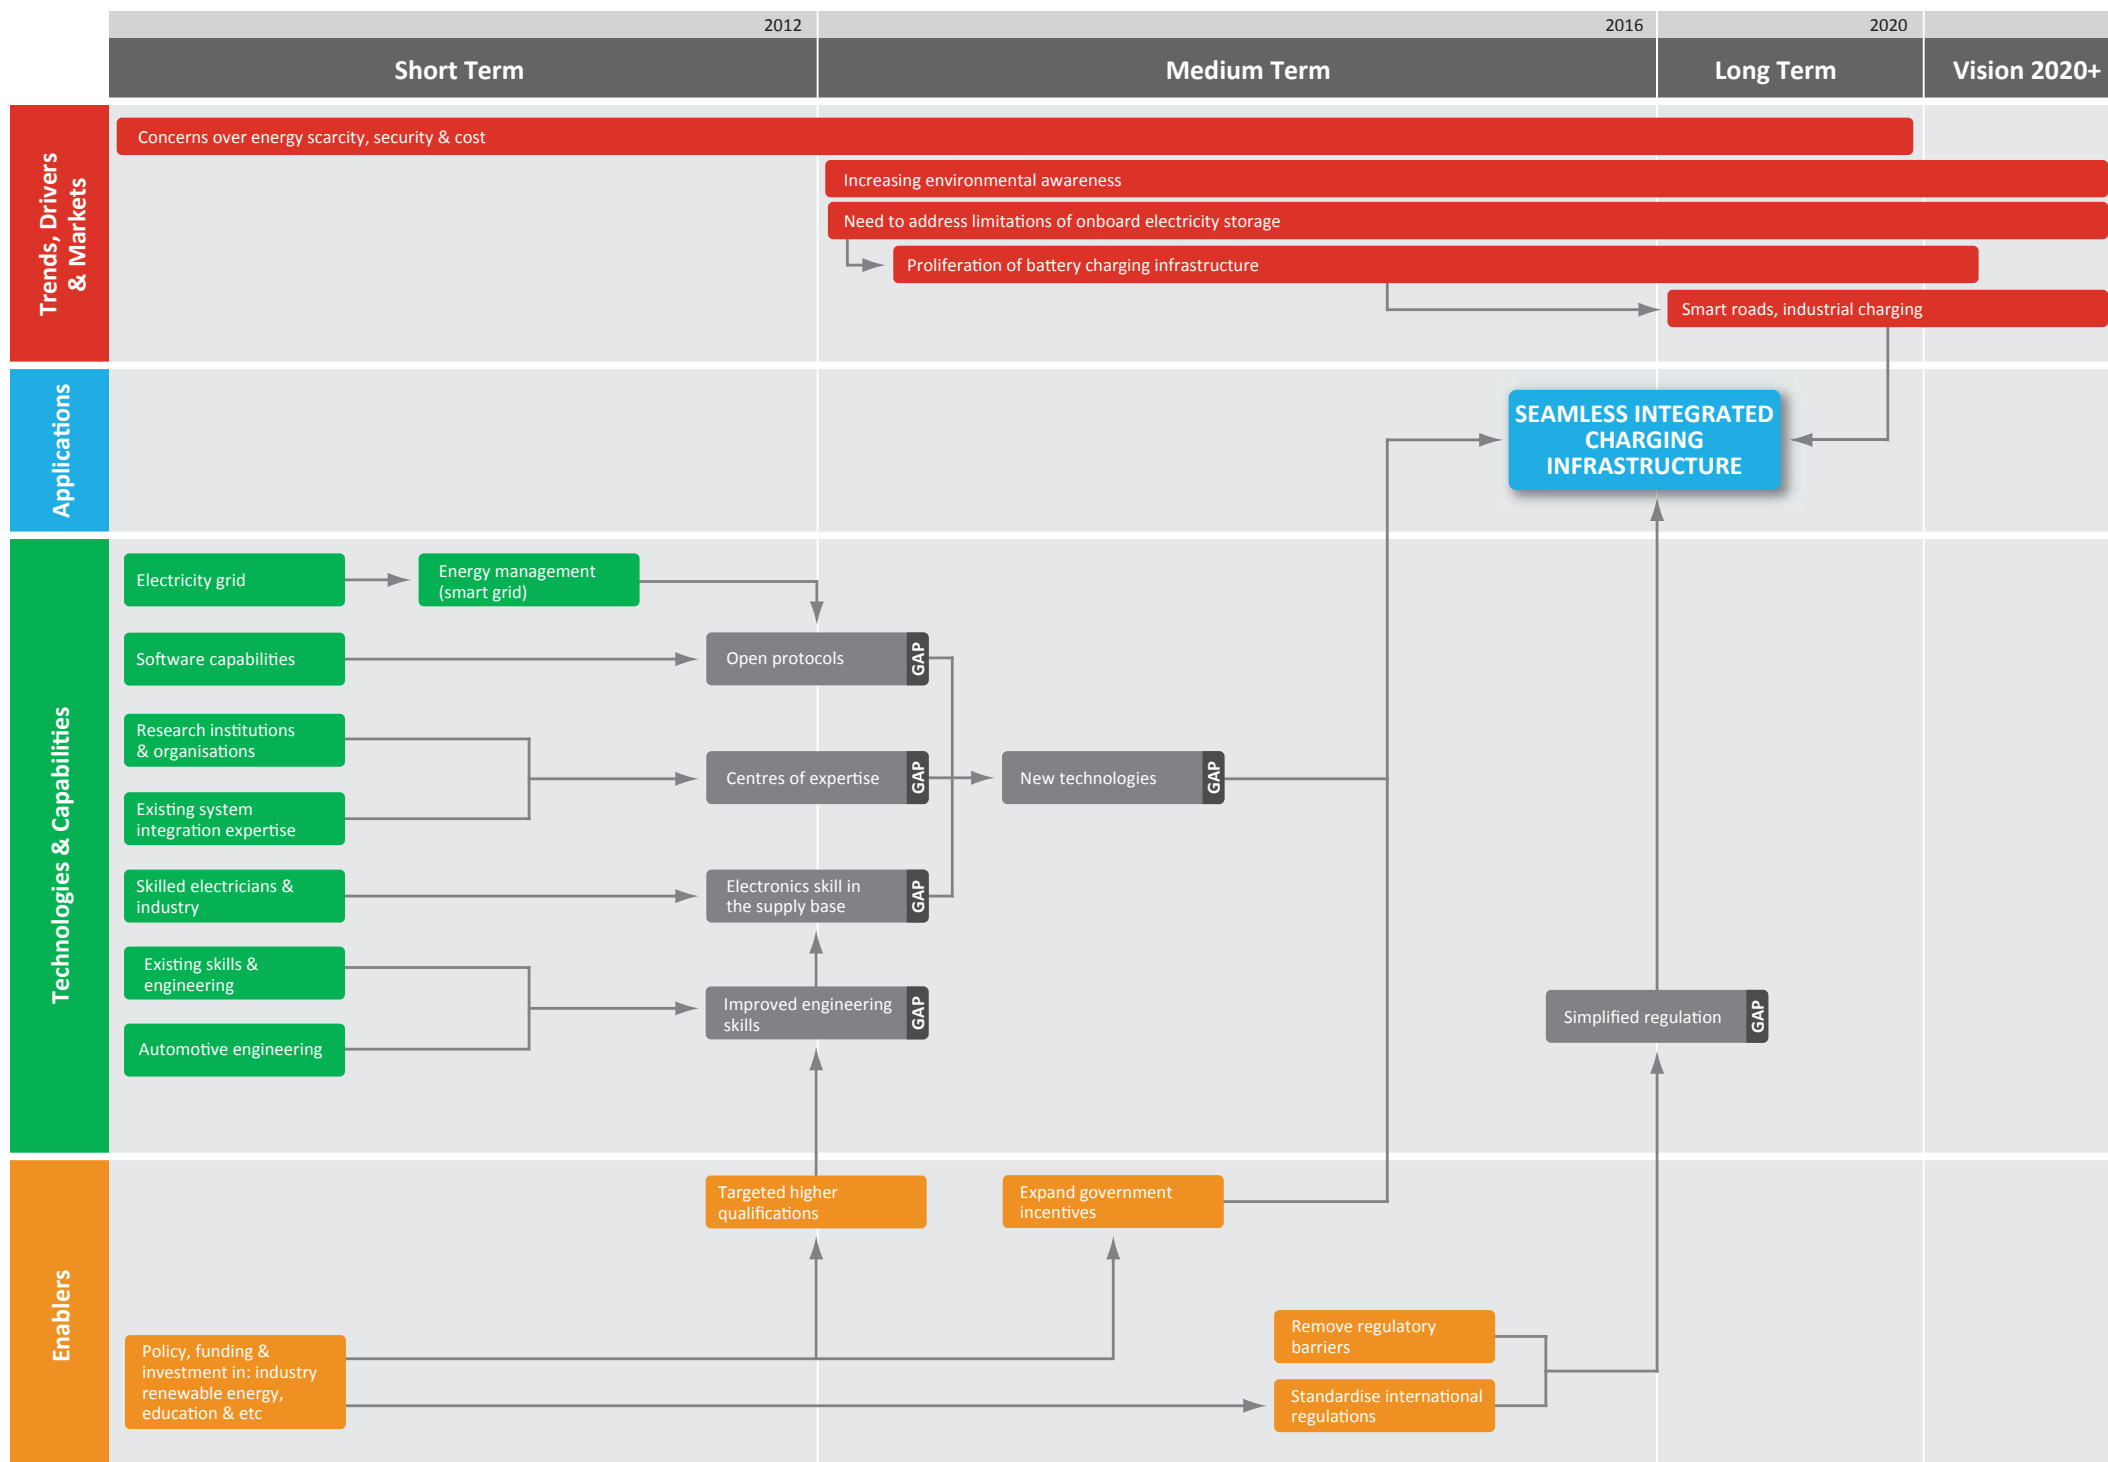 2012
2016
2020
Short Term
Medium Term
Long Term
Vision 2020+
Trends, Drivers
& Markets
Concerns over energy scarcity, security & cost
Increasing environmental awareness
Need to address limitations of onboard electricity storage
Proliferation of battery charging infrastructure
Smart roads, industrial charging
Applications
SEAMLESS INTEGRATED
CHARGING
INFRASTRUCTURE
Technologies & Capabilities
Electricity grid
Energy management
(smart grid)
Software capabilities
Open protocols
GAP
Research institutions
& organisations
Existing system
integration expertise
Centres of expertise
GAP
New technologies
GAP
Skilled electricians &
industry
Electronics skill in
the supply base
GAP
Existing skills &
engineering
Automotive engineering
Improved engineering
skills
GAP
Simplified regulation
GAP
Enablers
Targeted higher
qualifications
Expand government
incentives
Policy, funding &
investment in: industry
renewable energy,
education & etc
Remove regulatory
barriers
Standardise international
regulations